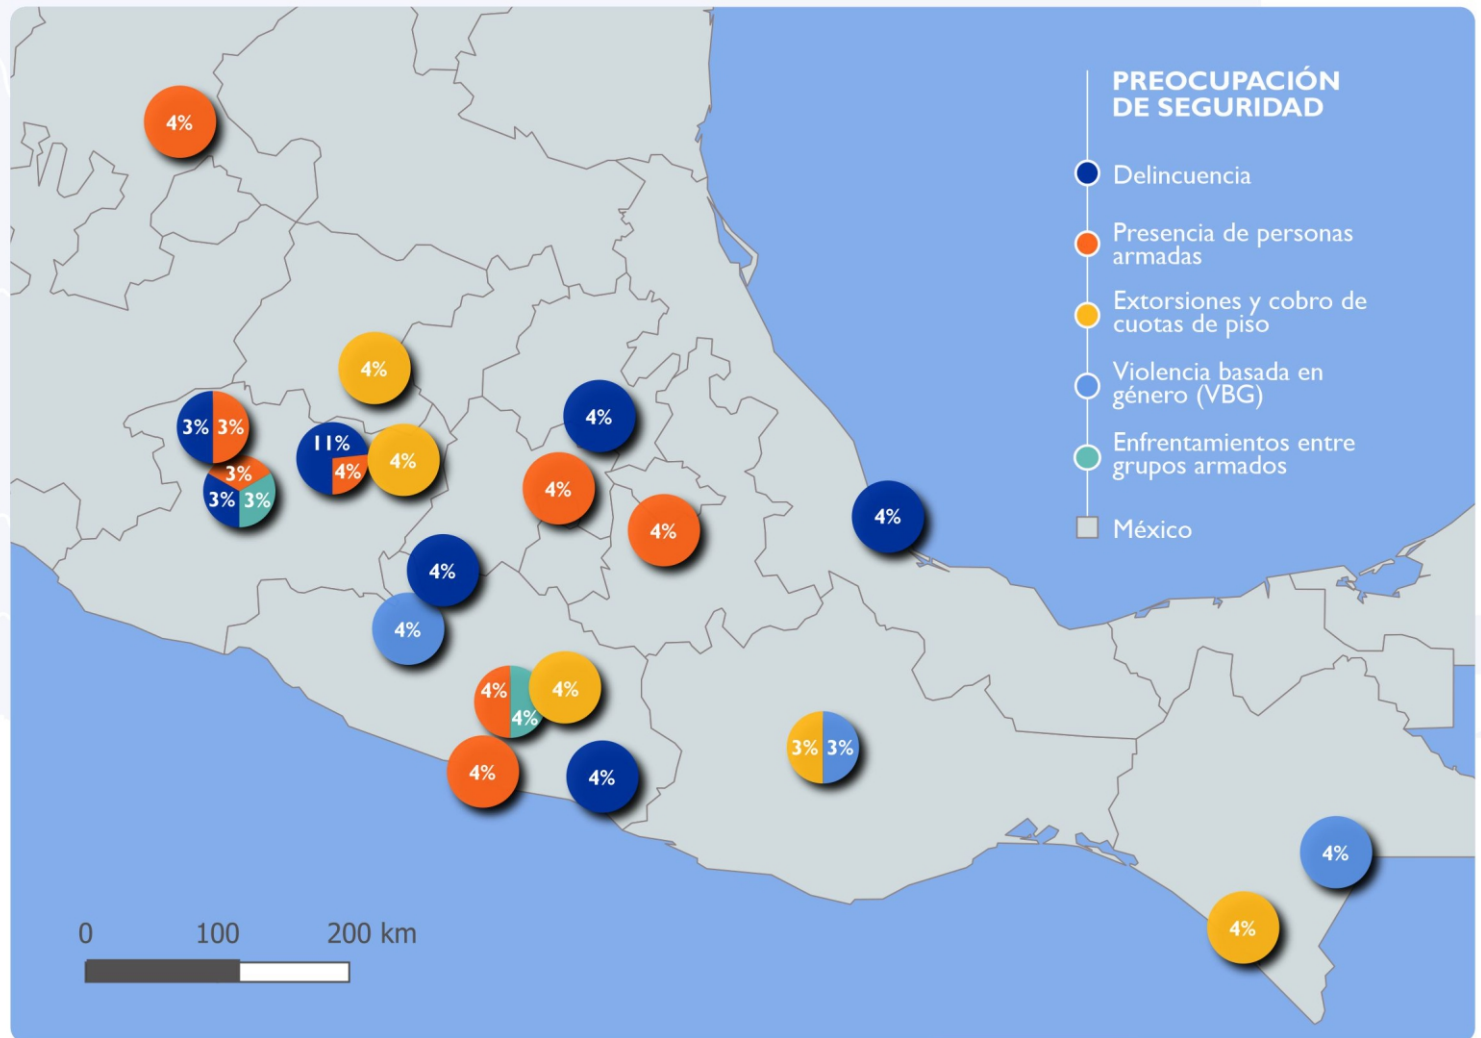 PREOCUPACIÓN
DE SEGURIDAD
Delincuencia
Presencia de personas
armadas
Extorsiones y cobro de
cuotas de piso
Violencia basada en
género (VBG)
Enfrentamientos entre
grupos armados
México
4%
4%
3% 3%
11%
4%
4%
4%
3%
3% 3%
4%
4%
4%
4%
4%
4%
4%
4%
4%
3% 3%
4%
4%
4%
4%
0 100 200 km